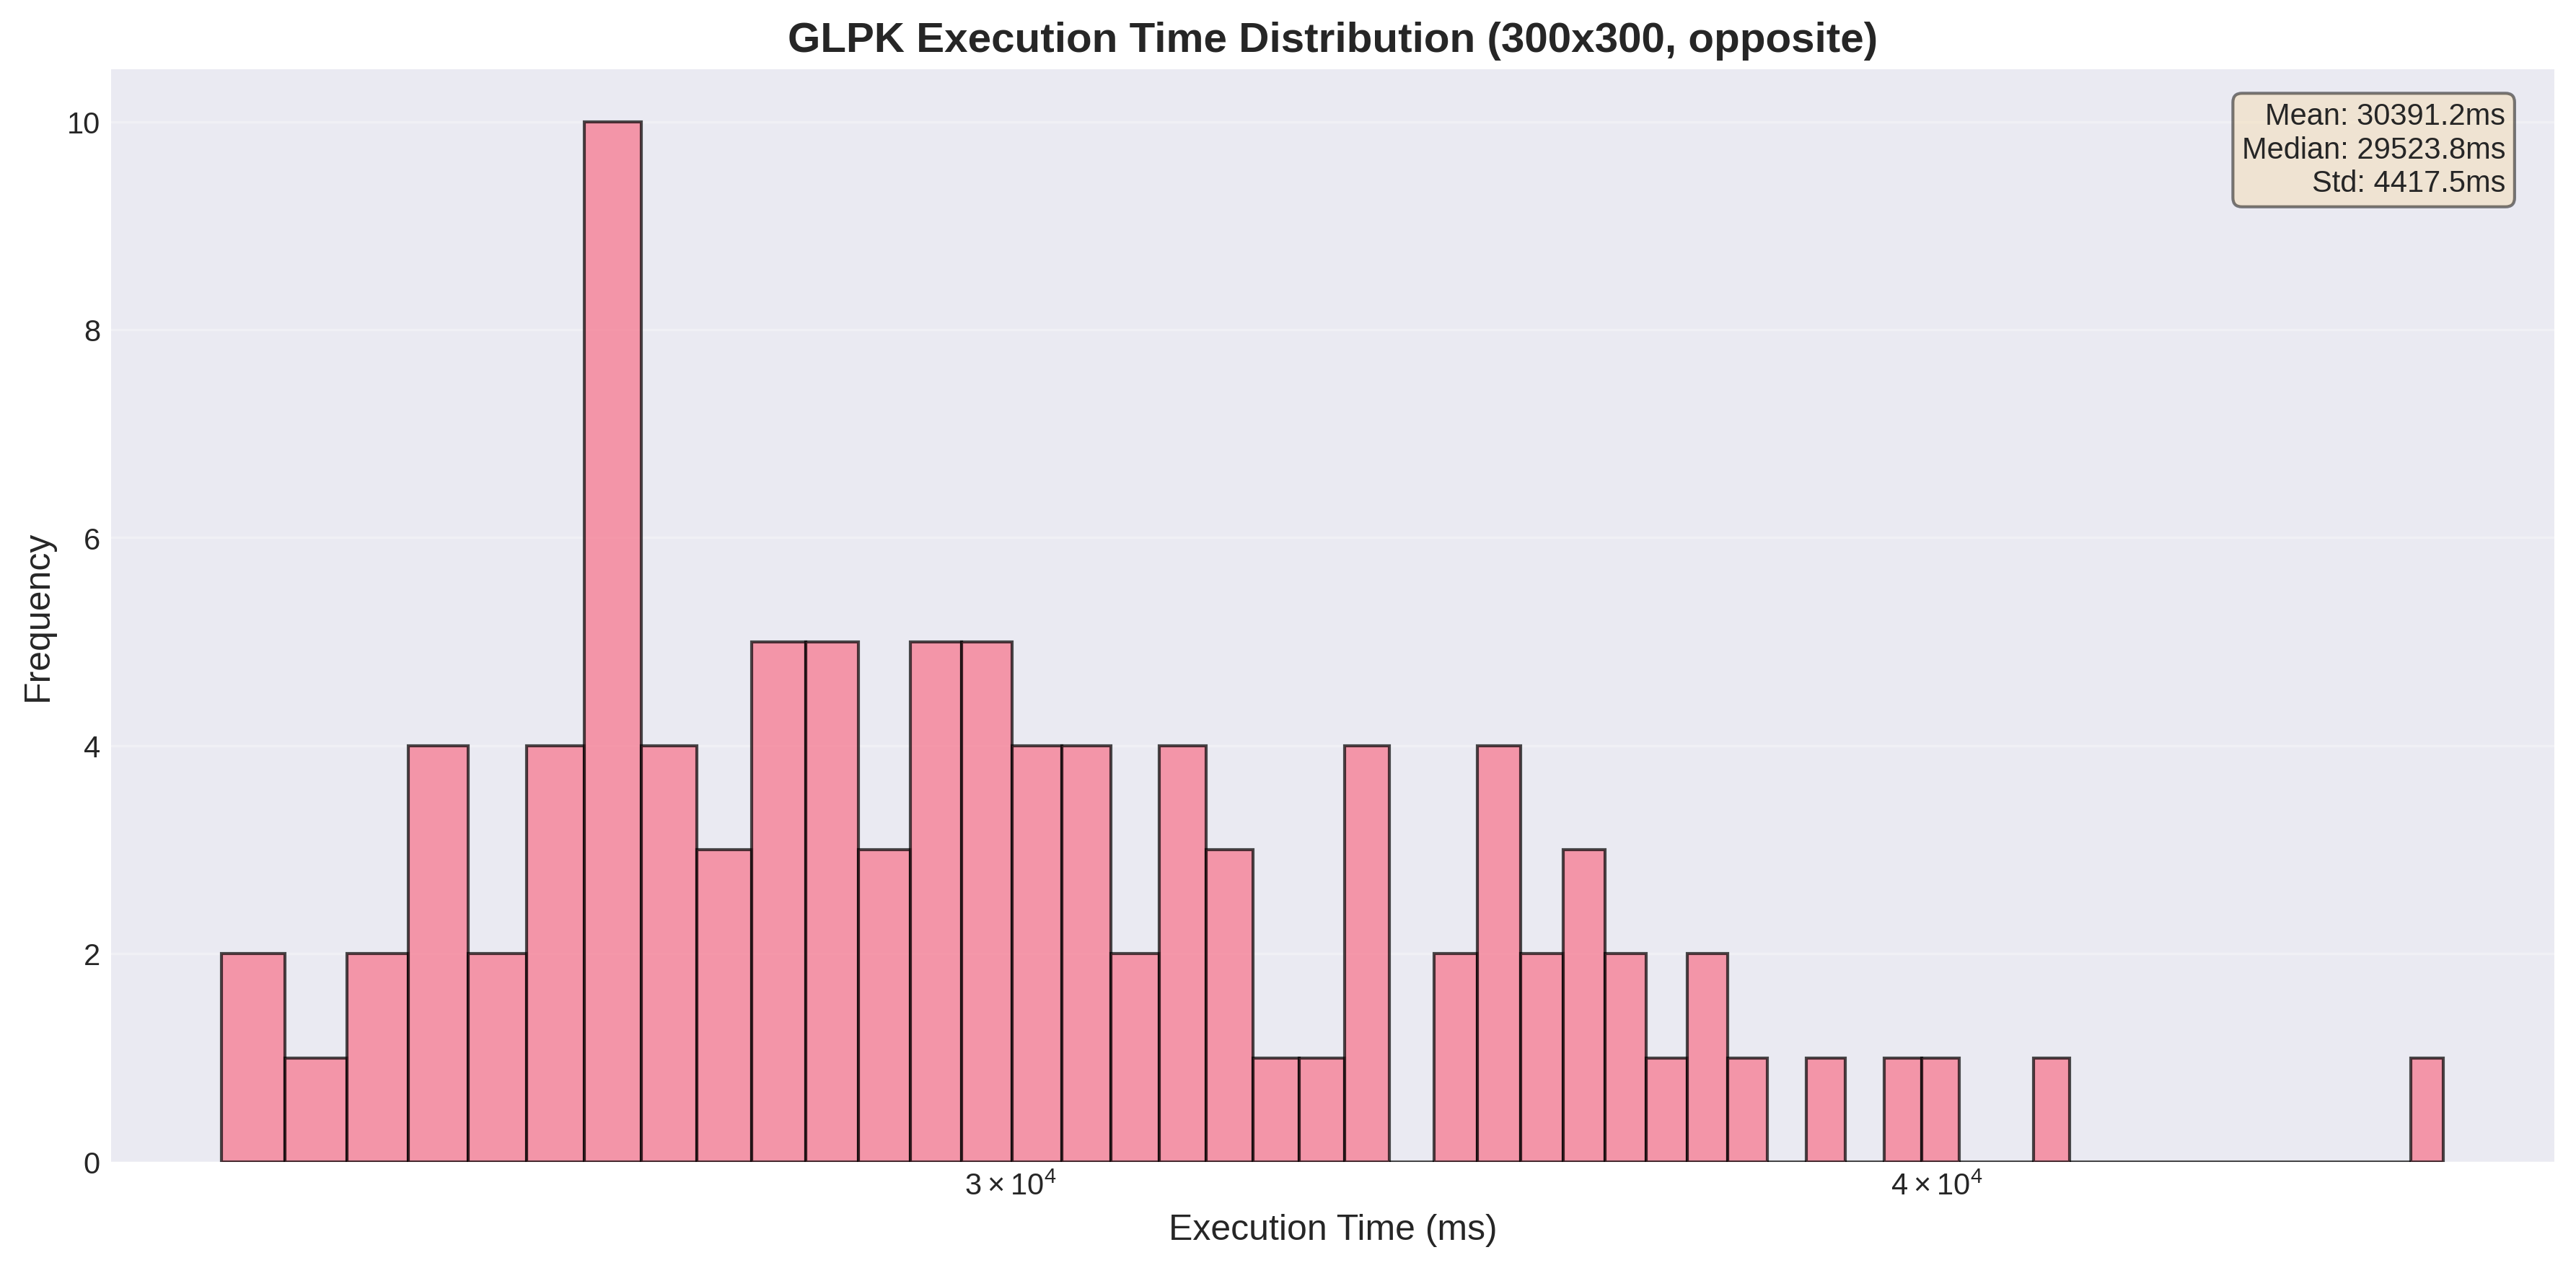 GLPK Execution Time Distribution (300x300, opposite)
Mean: 30391.2ms
Median: 29523.8ms
Std: 4417.5ms
Frequency
10
8
6
4
2
0
3 × 10⁴
4 × 10⁴
Execution Time (ms)